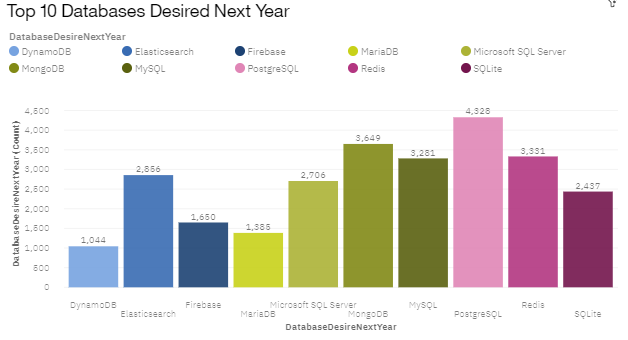 Top 10 Databases Desired Next Year
DatabaseDesireNextYear
DynamoDB Elasticsearch Firebase MariaDB Microsoft SQL Server
MongoDB MySQL PostgreSQL Redis SQLite
DatabaseDesireNextYear (Count)
4,500
4,000
3,500
3,000
2,500
2,000
1,500
1,000
500
0
1,044
2,856
1,650
1,385
2,706
3,649
3,281
4,328
3,331
2,437
DynamoDB Firebase Microsoft SQL Server MySQL Redis
Elasticsearch MariaDB MongoDB PostgreSQL SQLite
DatabaseDesireNextYear